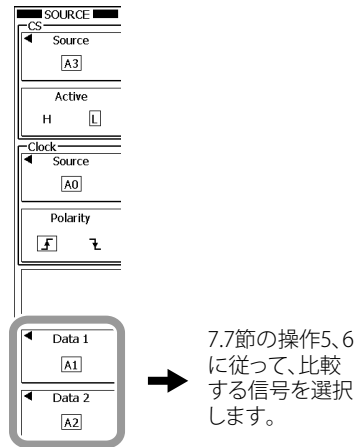 SOURCE
CS
Source
A3
Active
H L
Clock
Source
A0
Polarity
Data 1
A1
Data 2
A2
7.7節の操作5、6
に従って、比較
する信号を選択
します。